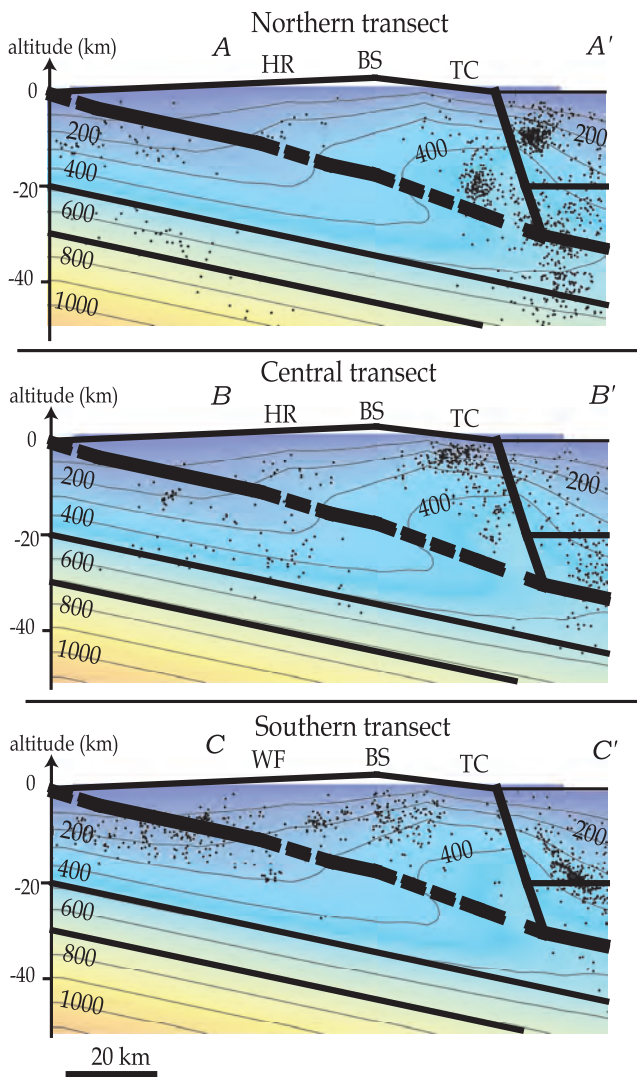 Northern transect
altitude (km)
A
A′
HR
BS
TC
0
200
200
400
400
-20
600
800
-40
1000
Central transect
altitude (km)
B
B′
HR
BS
TC
0
200
200
400
400
-20
600
800
-40
1000
Southern transect
altitude (km)
C
C′
WF
BS
TC
0
200
200
400
400
-20
600
800
-40
1000
20 km